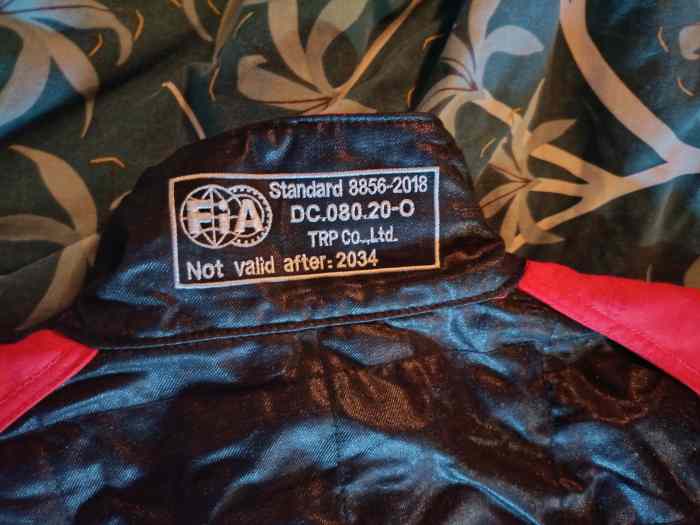 FiA
Standard 8856-2018
DC.080.20-O
TRP Co.,Ltd.
Not valid after: 2034